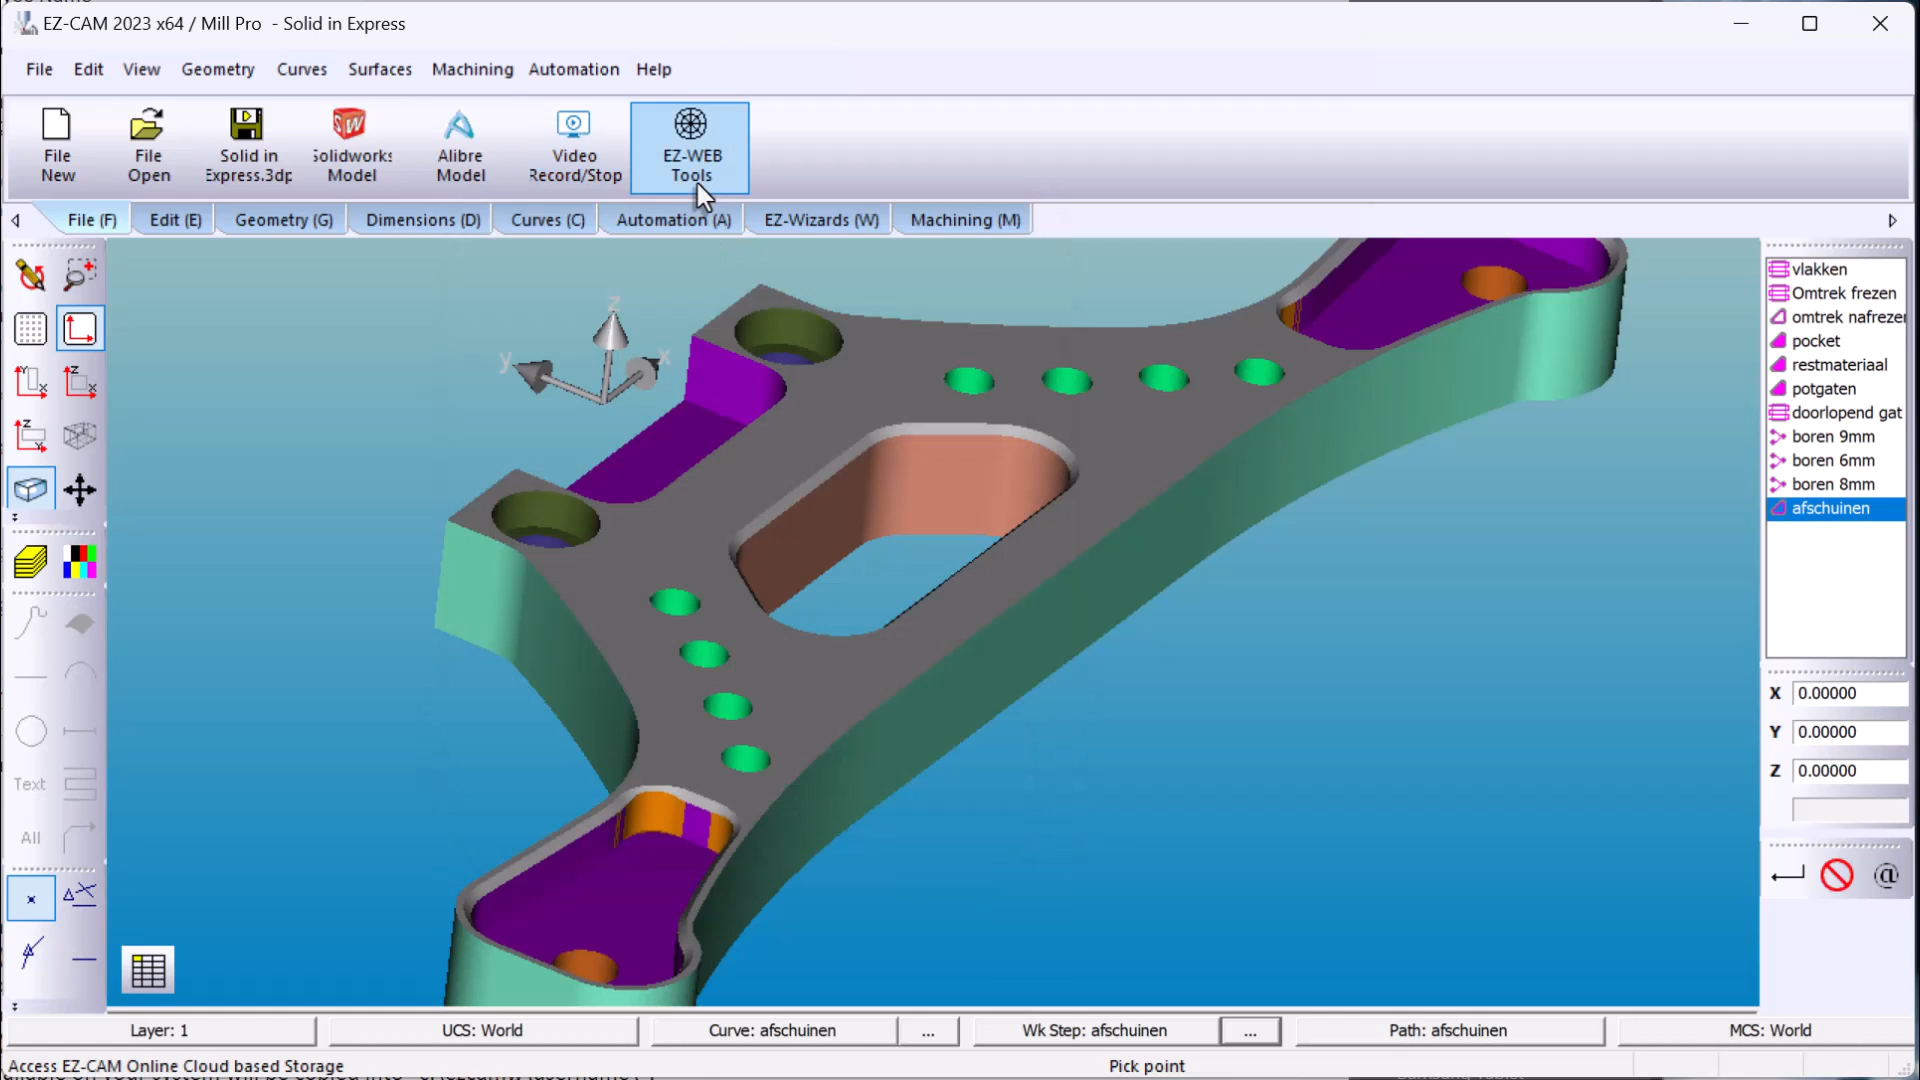 EZ-CAM 2023 x64 / Mill Pro - Solid in Express
File Edit View Geometry Curves Surfaces Machining Automation Help
File New
File Open
Solid in Express.3dp
Solidworks Model
Alibre Model
Video Record/Stop
EZ-WEB Tools
File (F) Edit (E) Geometry (G) Dimensions (D) Curves (C) Automation (A) EZ-Wizards (W) Machining (M)
z
y
x
Text
All
vlakken
Omtrek frezen
omtrek nafrezen
pocket
restmateriaal
potgaten
doorlopend gat
boren 9mm
boren 6mm
boren 8mm
afschuinen
X 0.00000
Y 0.00000
Z 0.00000
@
Layer: 1 UCS: World Curve: afschuinen ... Wk Step: afschuinen ... Path: afschuinen MCS: World
Access EZ-CAM Online Cloud based Storage Pick point